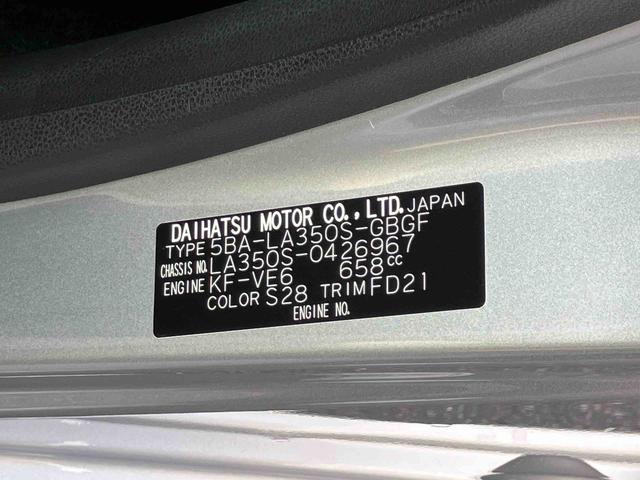 DAIHATSU MOTOR CO.,LTD. JAPAN
TYPE 5BA-LA350S-GBGF
CHASSIS NO. LA350S-0426967
ENGINE KF-VE6 658cc
COLOR S28 TRIM FD21
ENGINE NO.